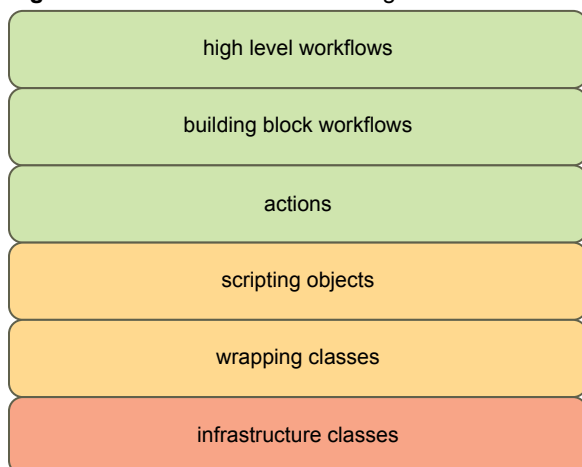 high level workflows
building block workflows
actions
scripting objects
wrapping classes
infrastructure classes